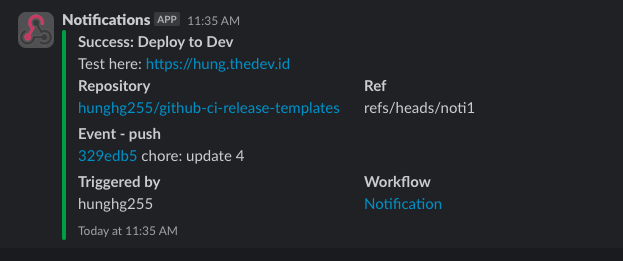 Notifications APP 11:35 AM
Success: Deploy to Dev
Test here: https://hung.thedev.id
Repository Ref
hunghg255/github-ci-release-templates refs/heads/noti1
Event - push
329edb5 chore: update 4
Triggered by Workflow
hunghg255 Notification
Today at 11:35 AM